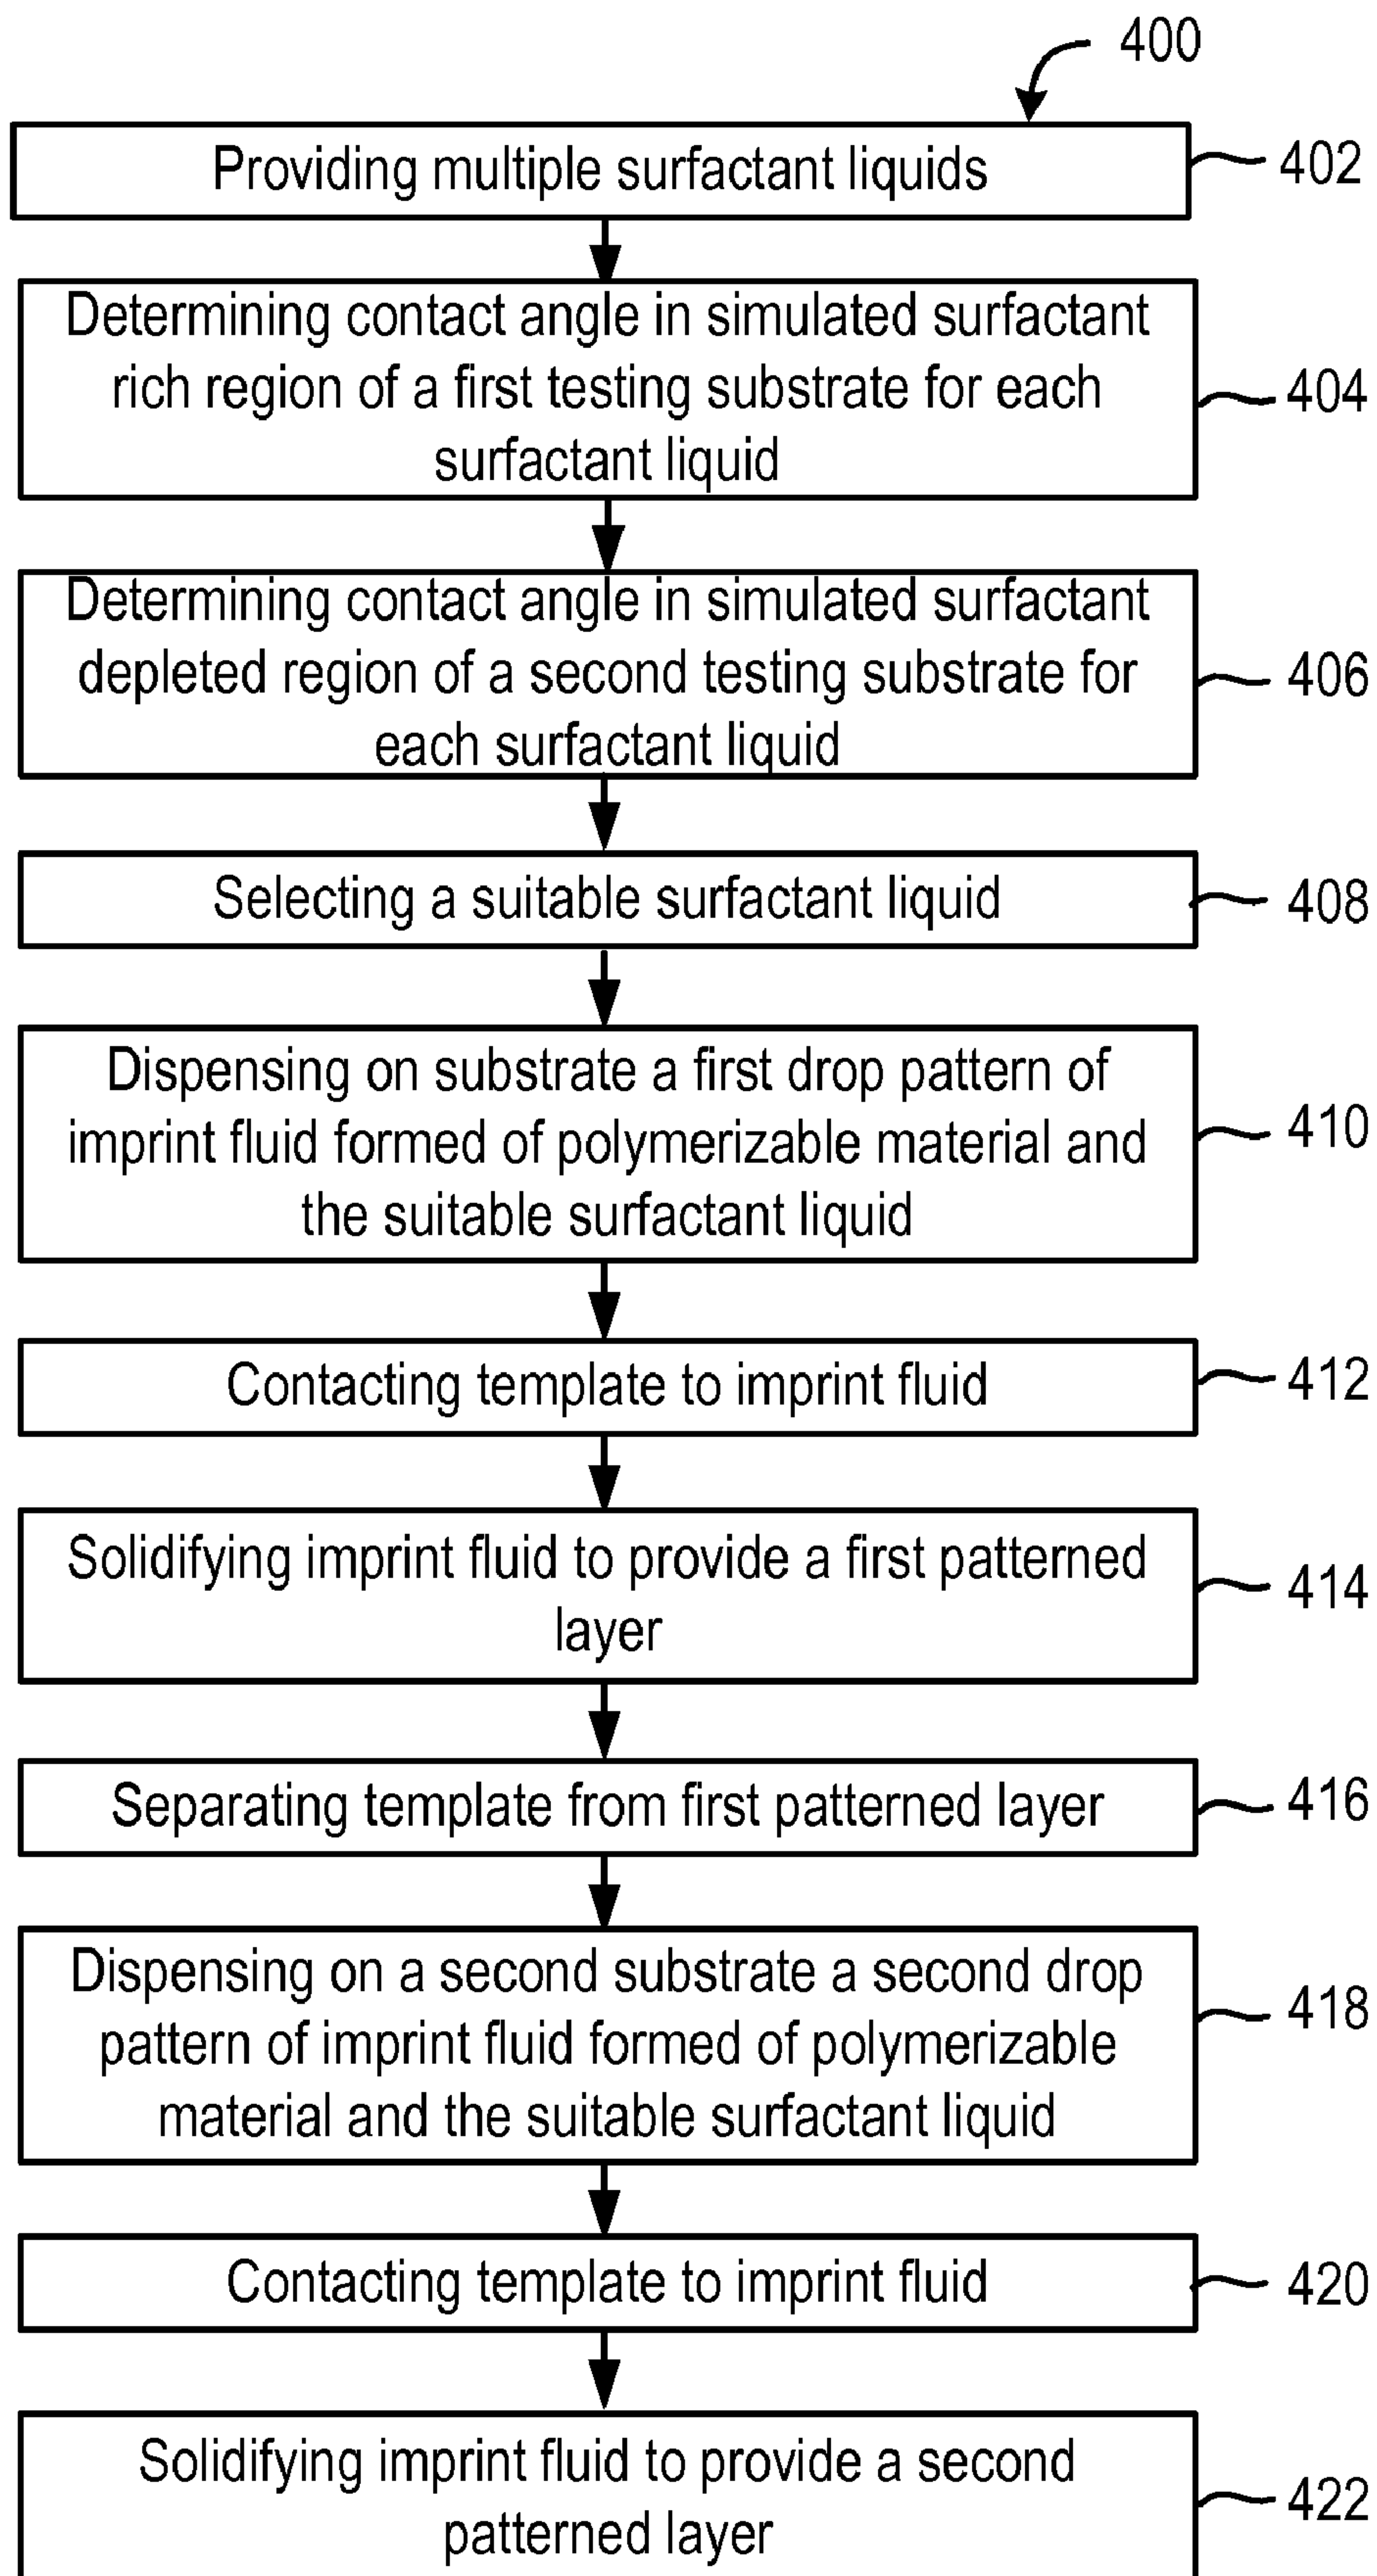 400
Providing multiple surfactant liquids
402
Determining contact angle in simulated surfactant
rich region of a first testing substrate for each
surfactant liquid
404
Determining contact angle in simulated surfactant
depleted region of a second testing substrate for
each surfactant liquid
406
Selecting a suitable surfactant liquid
408
Dispensing on substrate a first drop pattern of
imprint fluid formed of polymerizable material and
the suitable surfactant liquid
410
Contacting template to imprint fluid
412
Solidifying imprint fluid to provide a first patterned
layer
414
Separating template from first patterned layer
416
Dispensing on a second substrate a second drop
pattern of imprint fluid formed of polymerizable
material and the suitable surfactant liquid
418
Contacting template to imprint fluid
420
Solidifying imprint fluid to provide a second
patterned layer
422